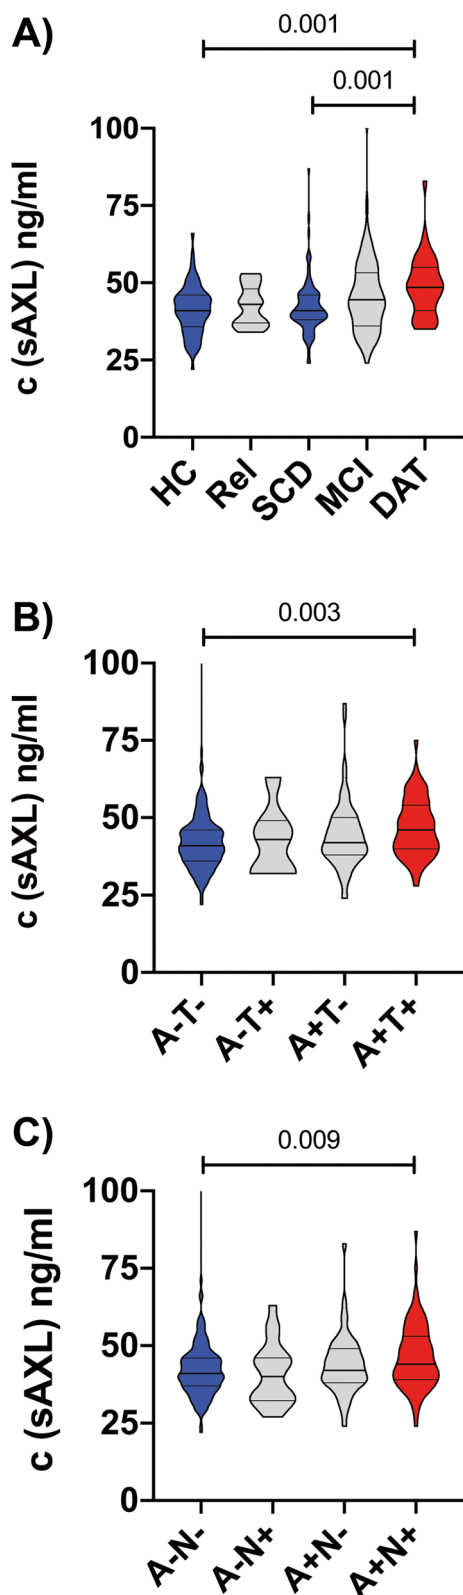 A)
0.001
0.001
c (sAXL) ng/ml
100
75
50
25
0
HC
Rel
SCD
MCI
DAT
B)
0.003
c (sAXL) ng/ml
100
75
50
25
0
A-T-
A-T+
A+T-
A+T+
C)
0.009
c (sAXL) ng/ml
100
75
50
25
0
A-N-
A-N+
A+N-
A+N+